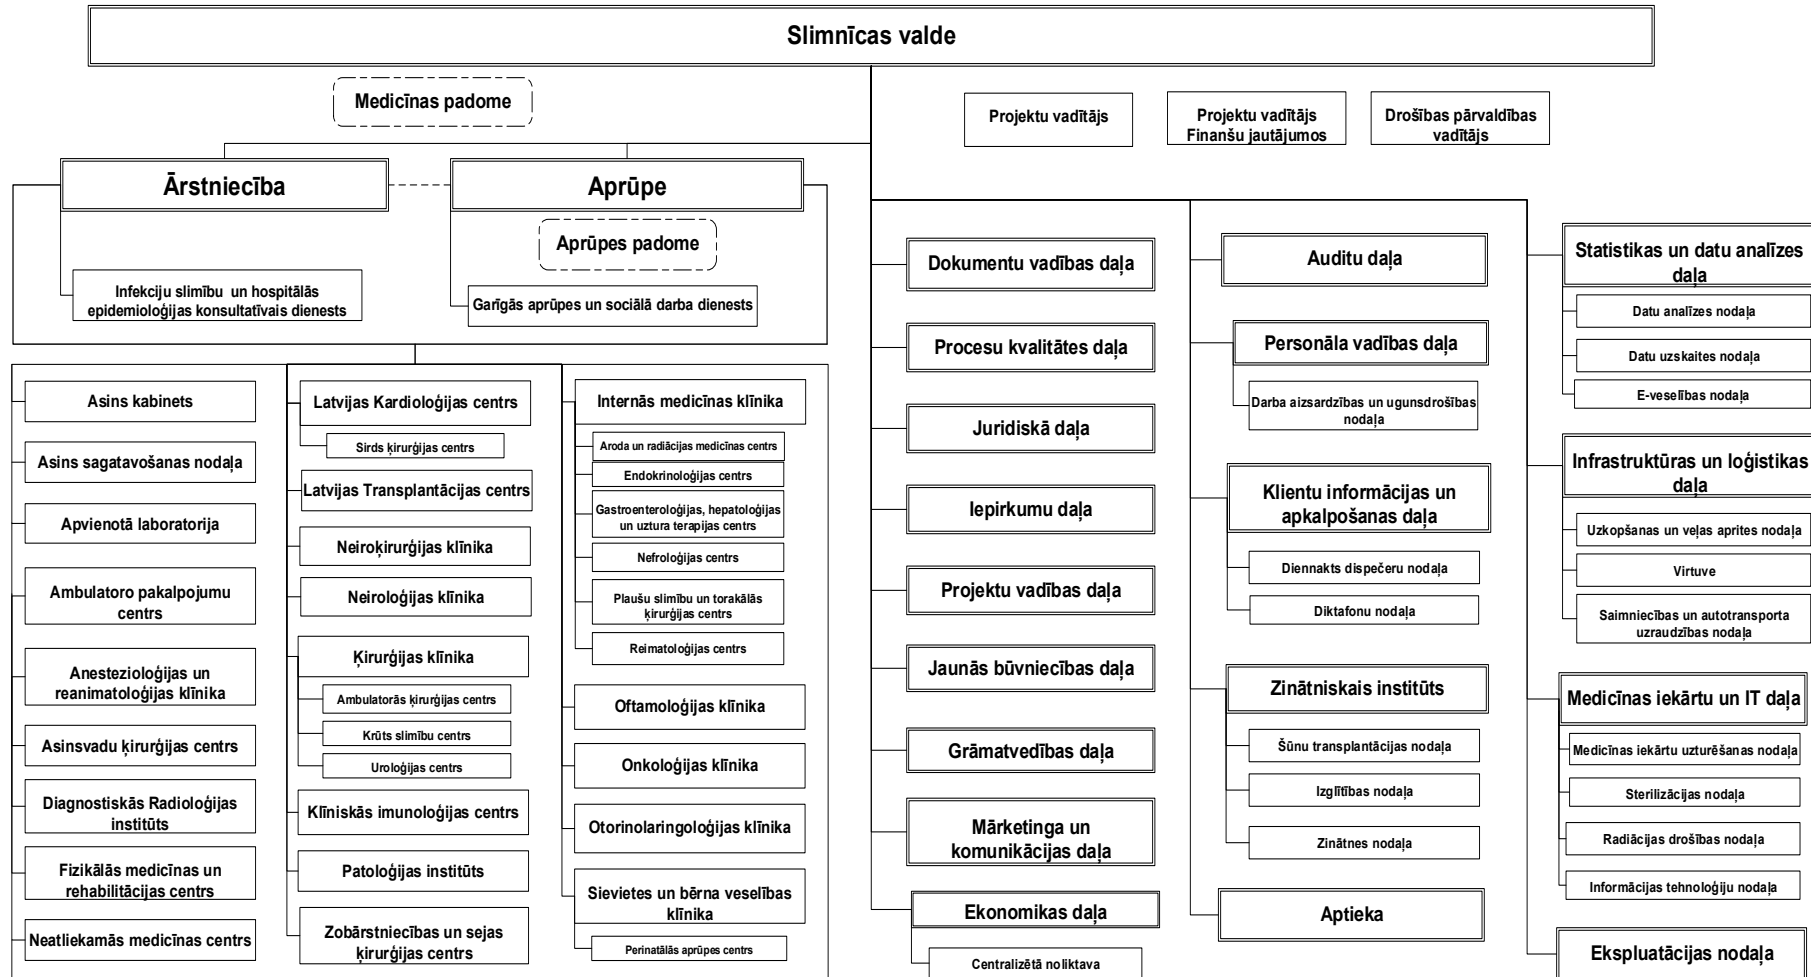 Slimnīcas valde
Medicīnas padome
Projektu vadītājs
Projektu vadītājs
Finanšu jautājumos
Drošības pārvaldības
vadītājs
Ārstniecība
Aprūpe
Aprūpes padome
Infekciju slimību un hospitālās
epidemioloģijas konsultatīvais dienests
Garīgās aprūpes un sociālā darba dienests
Asins kabinets
Asins sagatavošanas nodaļa
Apvienotā laboratorija
Ambulatoro pakalpojumu
centrs
Anestezioloģijas un
reanimatoloģijas klīnika
Asinsvadu ķirurģijas centrs
Diagnostiskās Radioloģijas
institūts
Fizikālās medicīnas un
rehabilitācijas centrs
Neatliekamās medicīnas centrs
Latvijas Kardioloģijas centrs
Sirds ķirurģijas centrs
Latvijas Transplantācijas centrs
Neiroķirurģijas klīnika
Neiroloģijas klīnika
Ķirurģijas klīnika
Ambulatorās ķirurģijas centrs
Krūts slimību centrs
Uroloģijas centrs
Klīniskās imunoloģijas centrs
Patoloģijas institūts
Zobārstniecības un sejas
ķirurģijas centrs
Internās medicīnas klīnika
Aroda un radiācijas medicīnas centrs
Endokrinoloģijas centrs
Gastroenteroloģijas, hepatoloģijas
un uztura terapijas centrs
Nefroloģijas centrs
Plaušu slimību un torakālās
ķirurģijas centrs
Reimatoloģijas centrs
Oftamoloģijas klīnika
Onkoloģijas klīnika
Otorinolaringoloģijas klīnika
Sievietes un bērna veselības
klīnika
Perinatālās aprūpes centrs
Dokumentu vadības daļa
Procesu kvalitātes daļa
Juridiskā daļa
Iepirkumu daļa
Projektu vadības daļa
Jaunās būvniecības daļa
Grāmatvedības daļa
Mārketinga un
komunikācijas daļa
Ekonomikas daļa
Centralizētā noliktava
Auditu daļa
Personāla vadības daļa
Darba aizsardzības un ugunsdrošības
nodaļa
Klientu informācijas un
apkalpošanas daļa
Diennakts dispečeru nodaļa
Diktafonu nodaļa
Zinātniskais institūts
Šūnu transplantācijas nodaļa
Izglītības nodaļa
Zinātnes nodaļa
Aptieka
Statistikas un datu analīzes
daļa
Datu analīzes nodaļa
Datu uzskaites nodaļa
E-veselības nodaļa
Infrastruktūras un loģistikas
daļa
Uzkopšanas un veļas aprites nodaļa
Virtuve
Saimniecības un autotransporta
uzraudzības nodaļa
Medicīnas iekārtu un IT daļa
Medicīnas iekārtu uzturēšanas nodaļa
Sterilizācijas nodaļa
Radiācijas drošības nodaļa
Informācijas tehnoloģiju nodaļa
Ekspluatācijas nodaļa